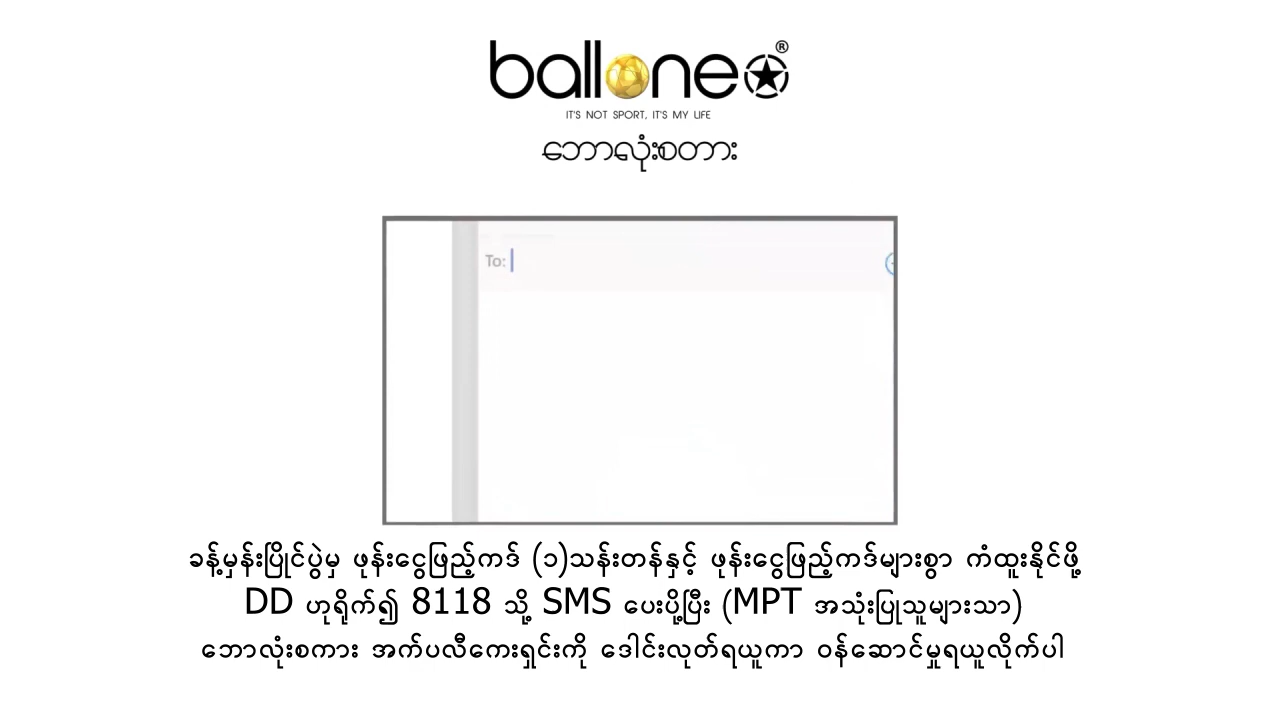 ballone
®
IT'S NOT SPORT, IT'S MY LIFE
ဘောလုံးစတား
To:
ခန့်မှန်းပြိုင်ပွဲမှ ဖုန်းငွေဖြည့်ကဒ် (၁)သန်းတန်နှင့် ဖုန်းငွေဖြည့်ကဒ်များစွာ ကံထူးနိုင်ဖို့
DD ဟုရိုက်၍ 8118 သို့ SMS ပေးပို့ပြီး (MPT အသုံးပြုသူများသာ)
ဘောလုံးစကား အက်ပလီကေးရှင်းကို ဒေါင်းလုတ်ရယူကာ ဝန်ဆောင်မှုရယူလိုက်ပါ